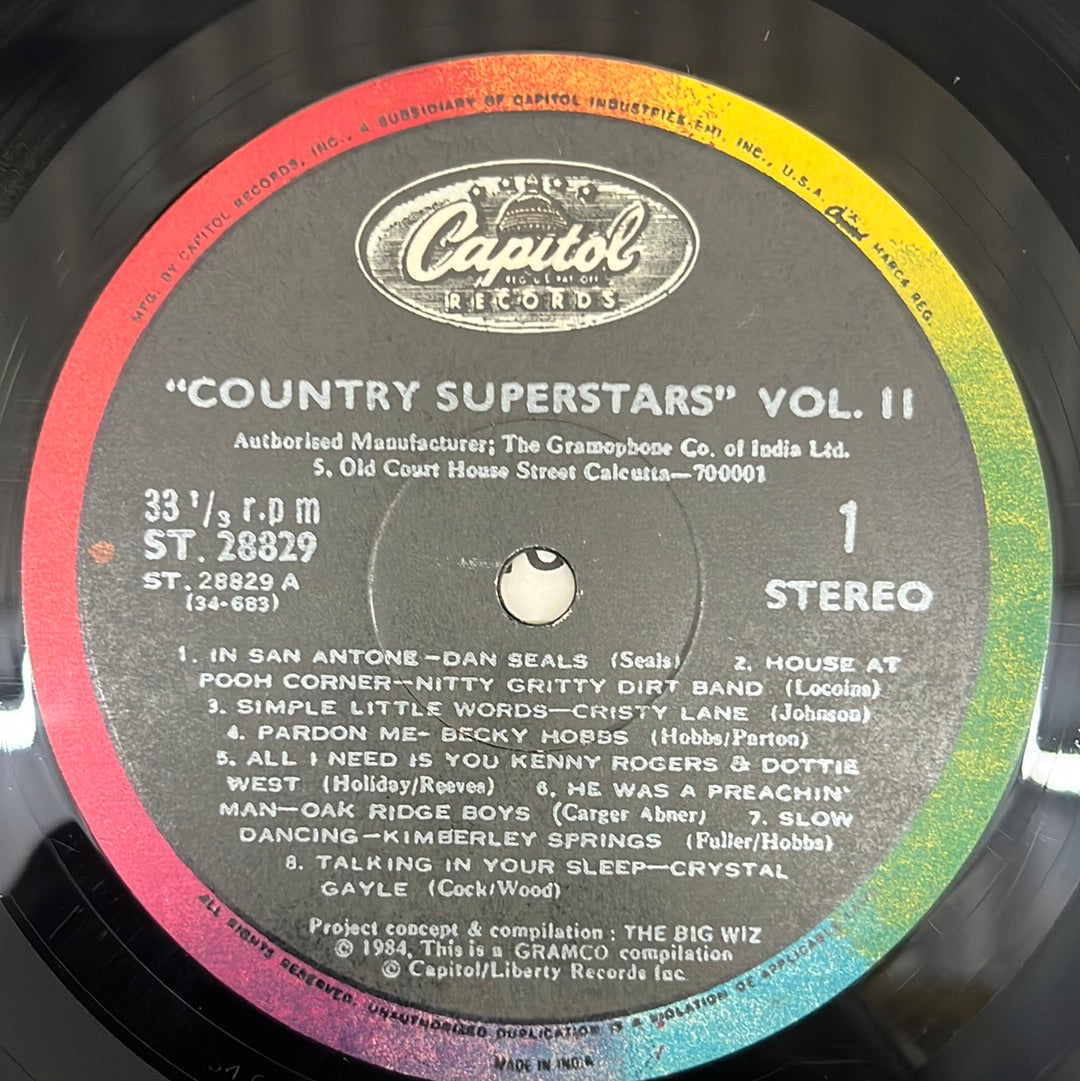 MFG. BY CAPITOL RECORDS, INC., A SUBSIDIARY OF CAPITOL INDUSTRIES-EMI, INC., U.S.A. Capitol MARCA REG.
Capitol
REG. U.S. PAT. OFF.
RECORDS
"COUNTRY SUPERSTARS" VOL. II
Authorised Manufacturer; The Gramophone Co. of India Ltd.
5, Old Court House Street Calcutta—700001
33 1/3 r.p m
1
ST. 28829
ST. 28829 A
STEREO
(34-683)
1. IN SAN ANTONE—DAN SEALS (Seals) 2. HOUSE AT
POOH CORNER—NITTY GRITTY DIRT BAND (Locoins)
3. SIMPLE LITTLE WORDS—CRISTY LANE (Johnson)
4. PARDON ME- BECKY HOBBS (Hobbs/Parton)
5. ALL I NEED IS YOU KENNY ROGERS & DOTTIE
WEST (Holiday/Reeves) 6. HE WAS A PREACHIN'
MAN—OAK RIDGE BOYS (Carger Abner) 7. SLOW
DANCING—KIMBERLEY SPRINGS (Fuller/Hobbs)
8. TALKING IN YOUR SLEEP—CRYSTAL
GAYLE (Cock/Wood)
Project concept & compilation : THE BIG WIZ
© 1984, This is a GRAMCO compilation
© Capitol/Liberty Records Inc
ALL RIGHTS RESERVED. UNAUTHORISED DUPLICATION IS A VIOLATION OF APPLICABLE
MADE IN INDIA